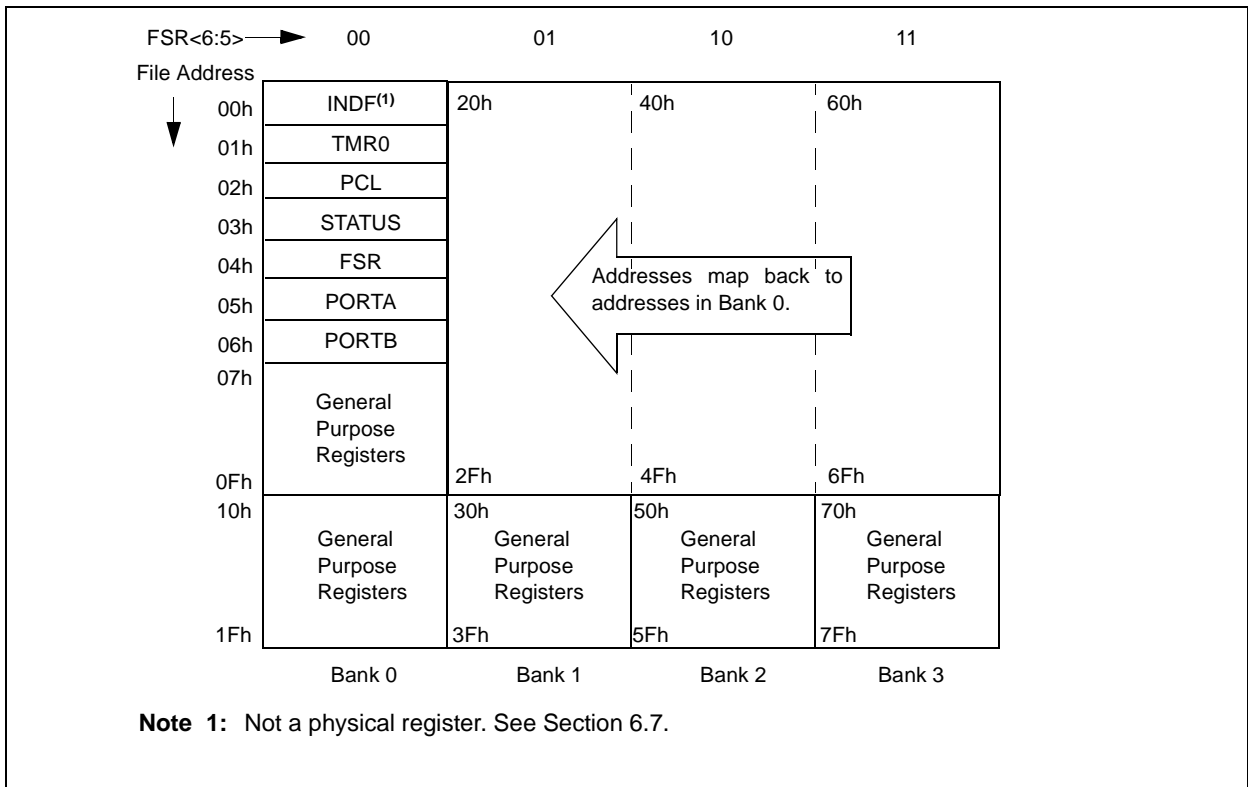 FSR<6:5> 00 01 10 11
File Address
00h INDF(1) 20h 40h 60h
01h TMR0
02h PCL
03h STATUS
04h FSR
Addresses map back to
addresses in Bank 0.
05h PORTA
06h PORTB
07h
General
Purpose
Registers
0Fh 2Fh 4Fh 6Fh
10h 30h 50h 70h
General General General General
Purpose Purpose Purpose Purpose
Registers Registers Registers Registers
1Fh 3Fh 5Fh 7Fh
Bank 0 Bank 1 Bank 2 Bank 3
Note 1: Not a physical register. See Section 6.7.